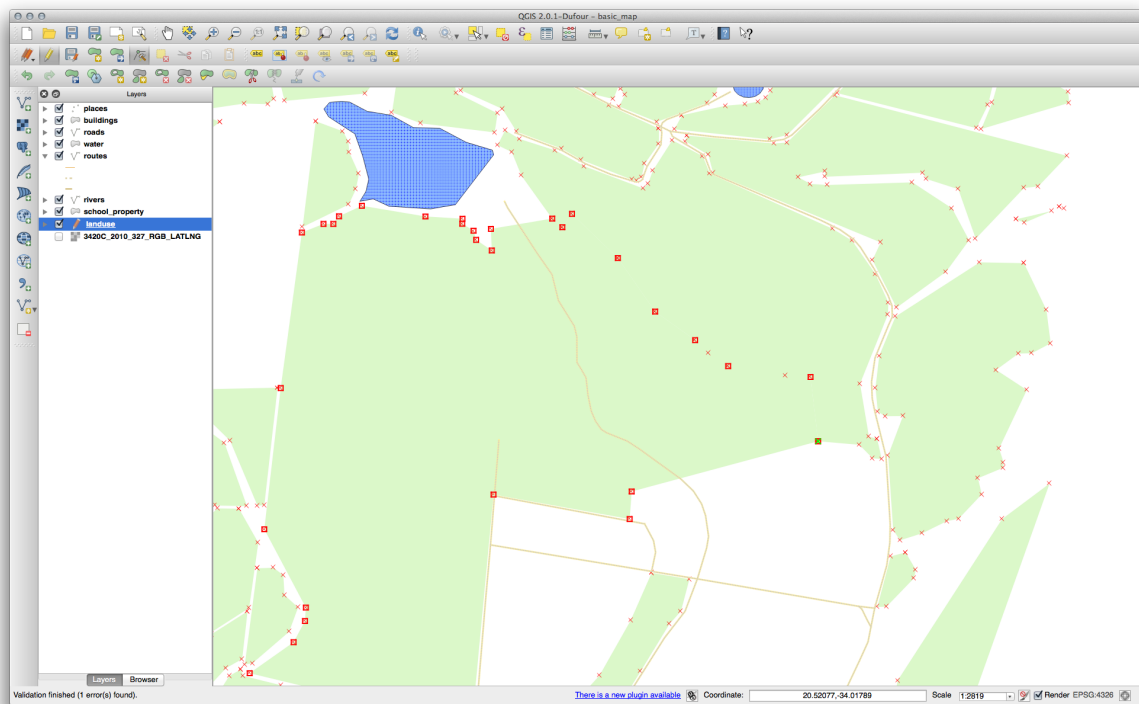 QGIS 2.0.1-Dufour – basic_map
Layers
places
buildings
roads
water
routes
rivers
school_property
landuse
3420C_2010_327_RGB_LATLNG
Layers Browser
Validation finished (1 error(s) found). There is a new plugin available Coordinate: 20.52077,-34.01789 Scale 1:2819 Render EPSG:4326